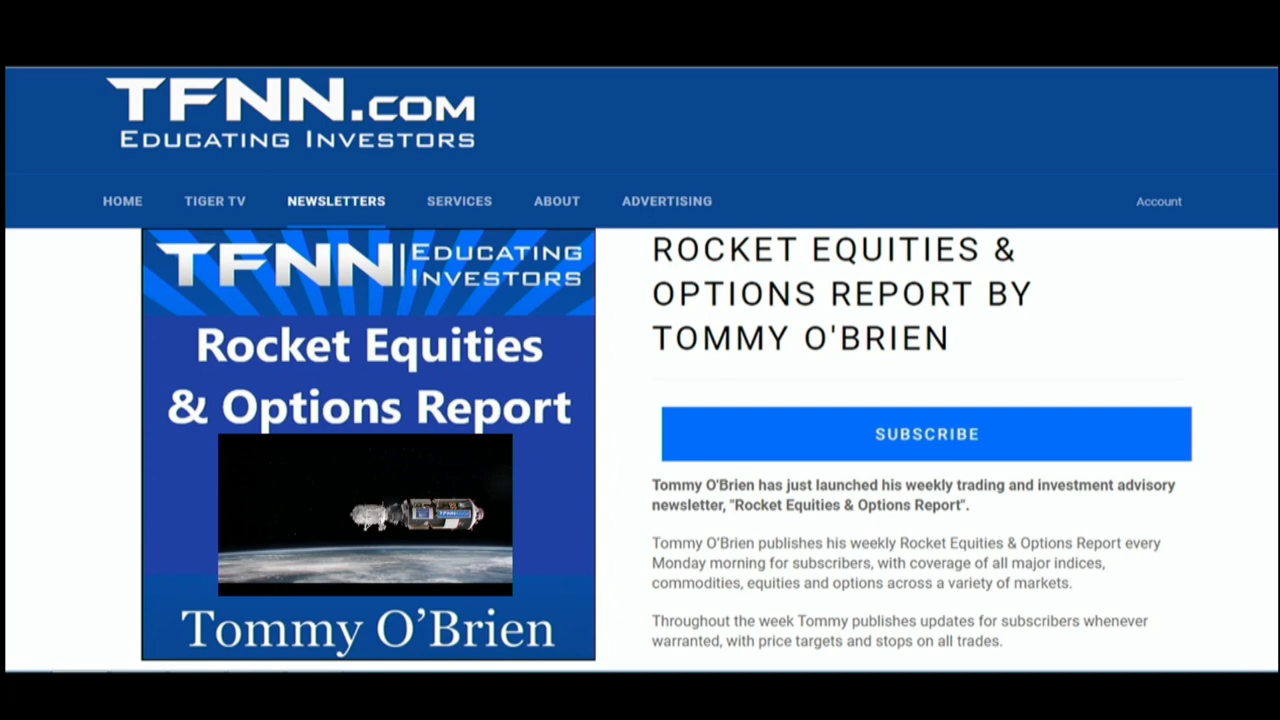 TFNN.COM
EDUCATING INVESTORS
HOME TIGER TV NEWSLETTERS SERVICES ABOUT ADVERTISING Account
TFNN EDUCATING
INVESTORS
Rocket Equities
& Options Report
TFNN
Tommy O’Brien
ROCKET EQUITIES &
OPTIONS REPORT BY
TOMMY O'BRIEN
SUBSCRIBE
Tommy O'Brien has just launched his weekly trading and investment advisory
newsletter, "Rocket Equities & Options Report".
Tommy O’Brien publishes his weekly Rocket Equities & Options Report every
Monday morning for subscribers, with coverage of all major indices,
commodities, equities and options across a variety of markets.
Throughout the week Tommy publishes updates for subscribers whenever
warranted, with price targets and stops on all trades.